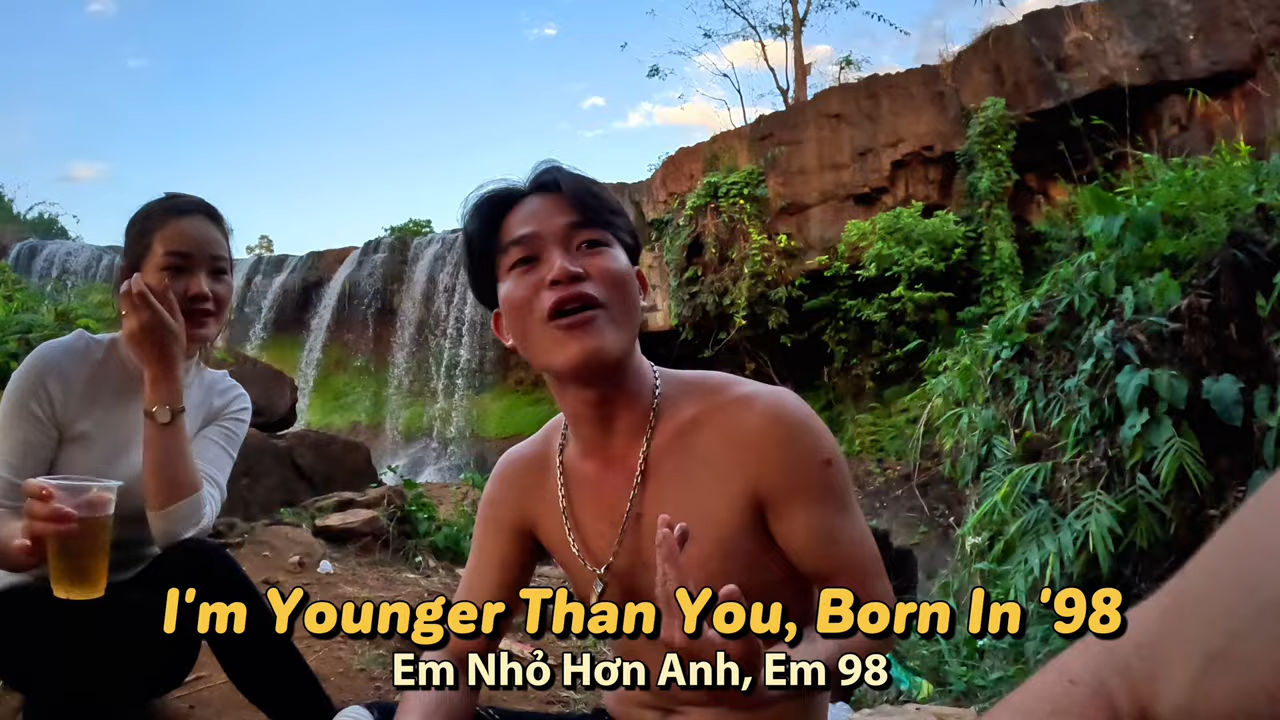 I'm Younger Than You, Born In '98
Em Nhỏ Hơn Anh, Em 98